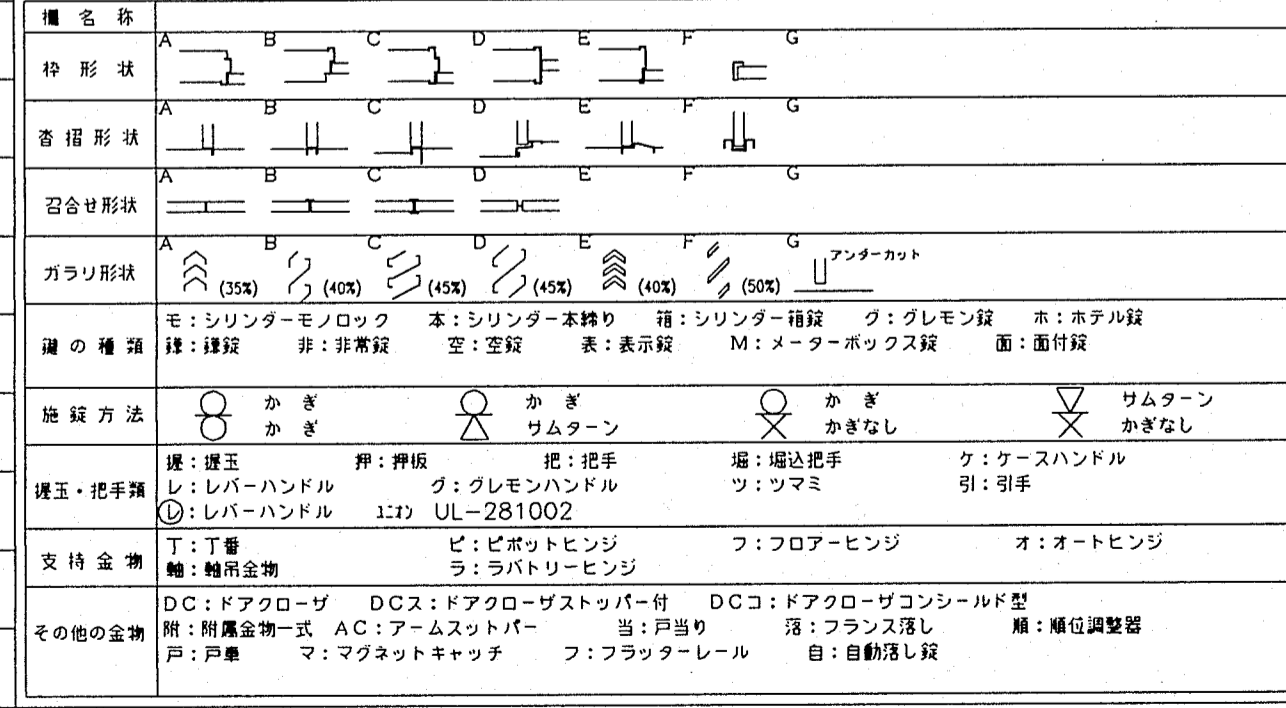 欄名称
枠形状 A B C D E F G
沓摺形状 A B C D E F G
召合せ形状 A B C D E F G
ガラリ形状 A (35%) B (40%) C (45%) D (45%) E (40%) F (50%) G アンダーカット
鍵の種類
モ：シリンダーモノロック 本：シリンダー本締り 箱：シリンダー箱錠 グ：グレモン錠 ホ：ホテル錠
鎌：鎌錠 非：非常錠 空：空錠 表：表示錠 M：メーターボックス錠 面：面付錠
施錠方法
かぎ かぎ かぎ サムターン
かぎ サムターン かぎなし かぎなし
握玉・把手類
握：握玉 押：押板 把：把手 堀：堀込把手 ケ：ケースハンドル
レ：レバーハンドル グ：グレモンハンドル ツ：ツマミ 引：引手
Ⓛ：レバーハンドル ユニオン UL-281002
支持金物
丁：丁番 ピ：ピボットヒンジ フ：フロアーヒンジ オ：オートヒンジ
軸：軸吊金物 ラ：ラバトリーヒンジ
その他の金物
DC：ドアクローザ DCス：ドアクローザストッパー付 DCコ：ドアクローザコンシールド型
附：附属金物一式 AC：アームスットパー 当：戸当り 落：フランス落し 順：順位調整器
戸：戸車 マ：マグネットキャッチ フ：フラッターレール 自：自動落し錠